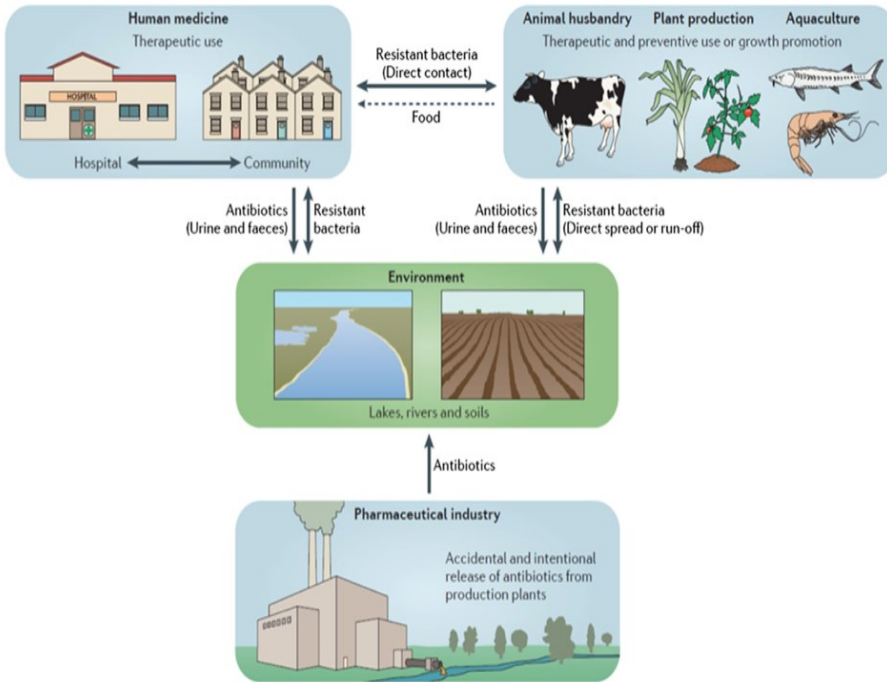 Human medicine
Therapeutic use
HOSPITAL
Hospital
Community
Resistant bacteria
(Direct contact)
Food
Animal husbandry
Plant production
Aquaculture
Therapeutic and preventive use or growth promotion
Antibiotics
(Urine and faeces)
Resistant
bacteria
Antibiotics
(Urine and faeces)
Resistant bacteria
(Direct spread or run-off)
Environment
Lakes, rivers and soils
Antibiotics
Pharmaceutical industry
Accidental and intentional
release of antibiotics from
production plants